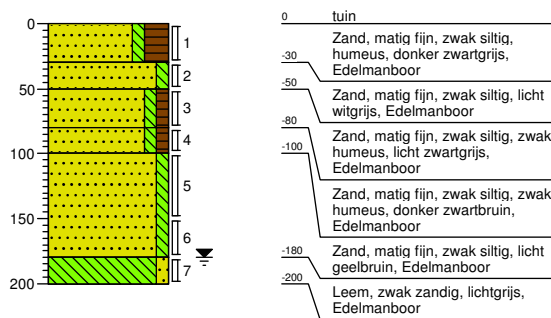 0
50
100
150
200
1
2
3
4
5
6
7
0 tuin
Zand, matig fijn, zwak siltig,
humeus, donker zwartgrijs,
Edelmanboor
-30
Zand, matig fijn, zwak siltig, licht
witgrijs, Edelmanboor
-50
Zand, matig fijn, zwak siltig, zwak
humeus, licht zwartgrijs,
Edelmanboor
-80
Zand, matig fijn, zwak siltig, zwak
humeus, donker zwartbruin,
Edelmanboor
-100
Zand, matig fijn, zwak siltig, licht
geelbruin, Edelmanboor
-180
Leem, zwak zandig, lichtgrijs,
Edelmanboor
-200